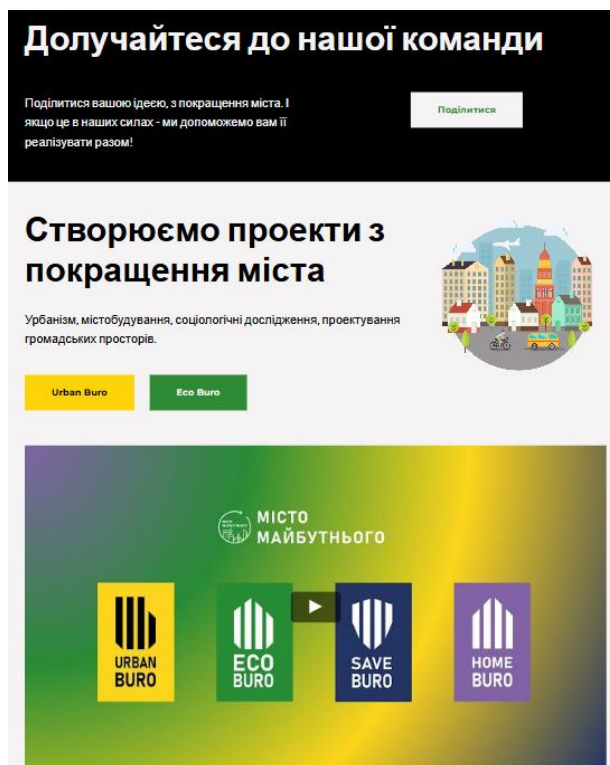 Долучайтеся до нашої команди
Поділитися вашою ідеєю, з покращення міста. І
якщо це в наших силах - ми допоможемо вам її
реалізувати разом!
Поділитися
Створюємо проекти з
покращення міста
Урбанізм, містобудування, соціологічні дослідження, проектування
громадських просторів.
Urban Buro
Eco Buro
МІСТО
МАЙБУТНЬОГО
URBAN
BURO
ECO
BURO
SAVE
BURO
HOME
BURO